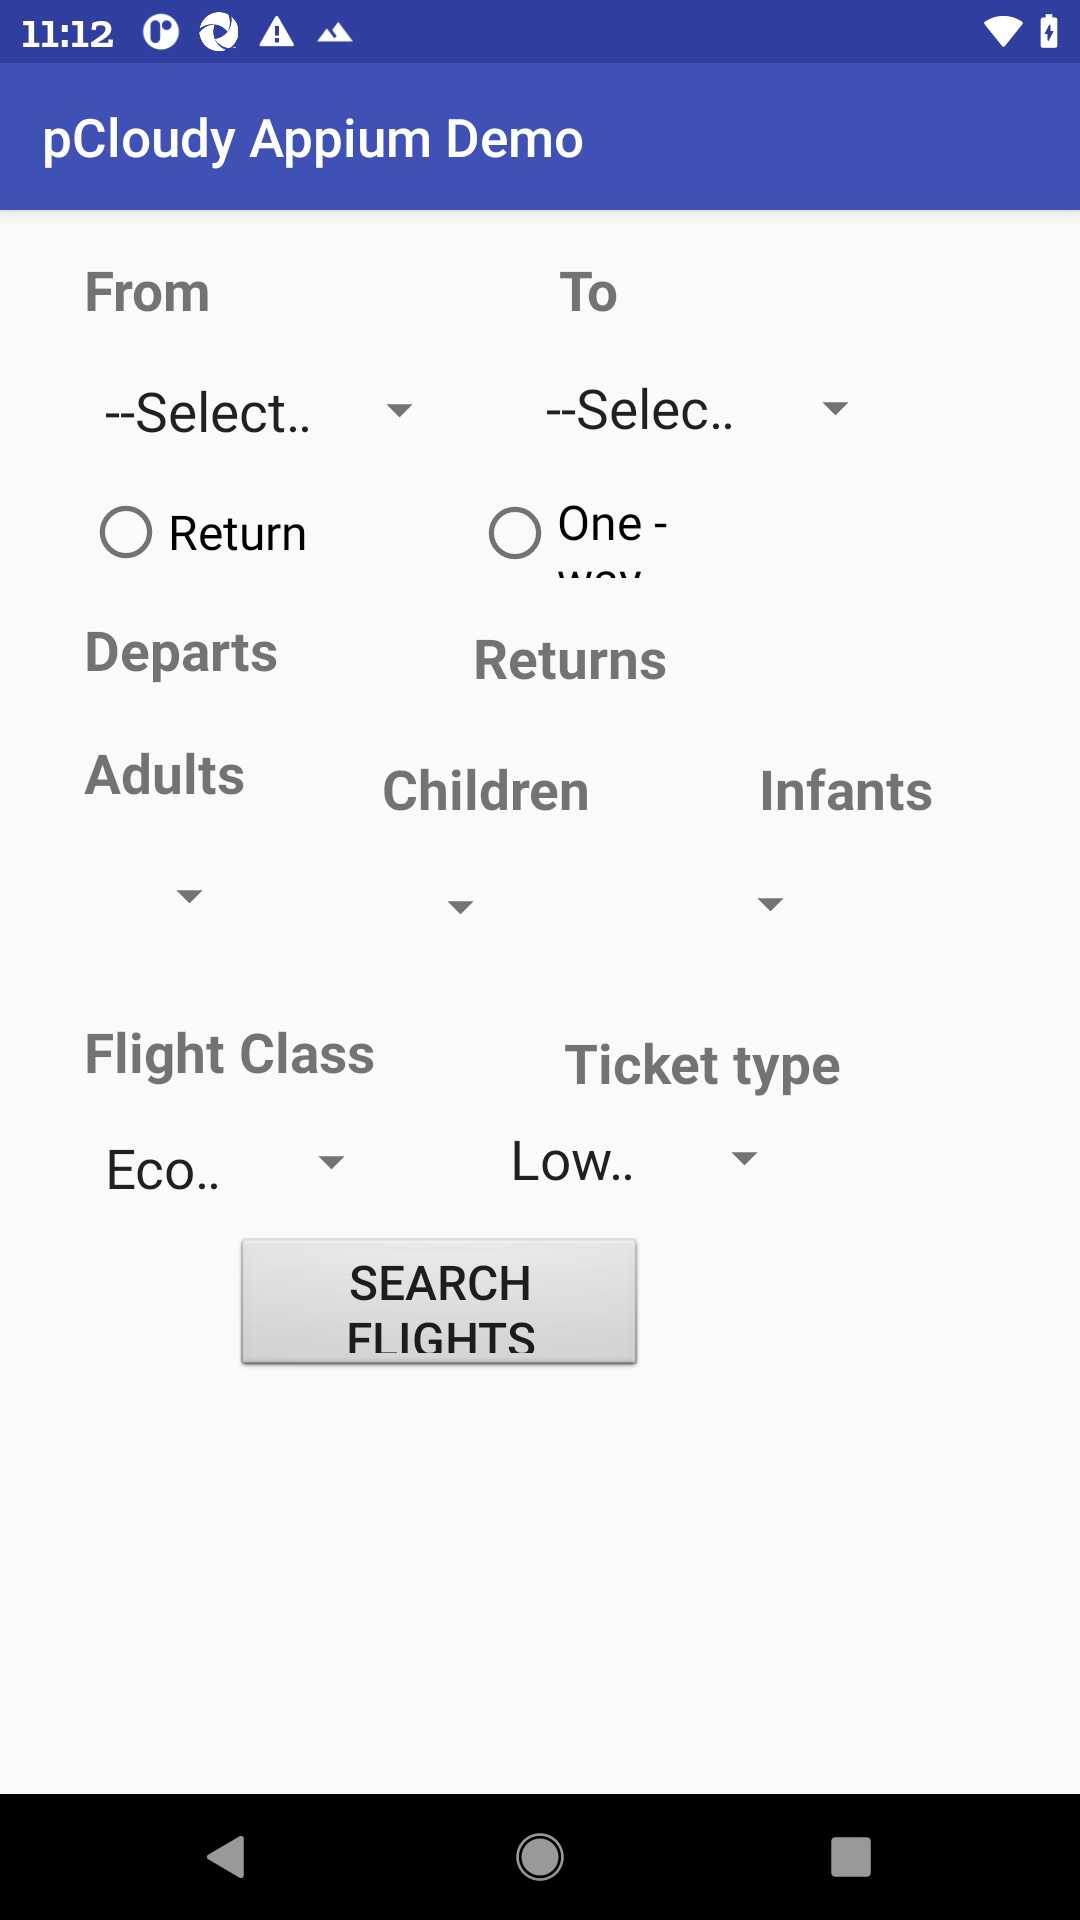 11:12
pCloudy Appium Demo
From To
--Select.. --Selec..
Return One -
way
Departs Returns
Adults Children Infants
Flight Class Ticket type
Eco.. Low..
SEARCH
FLIGHTS